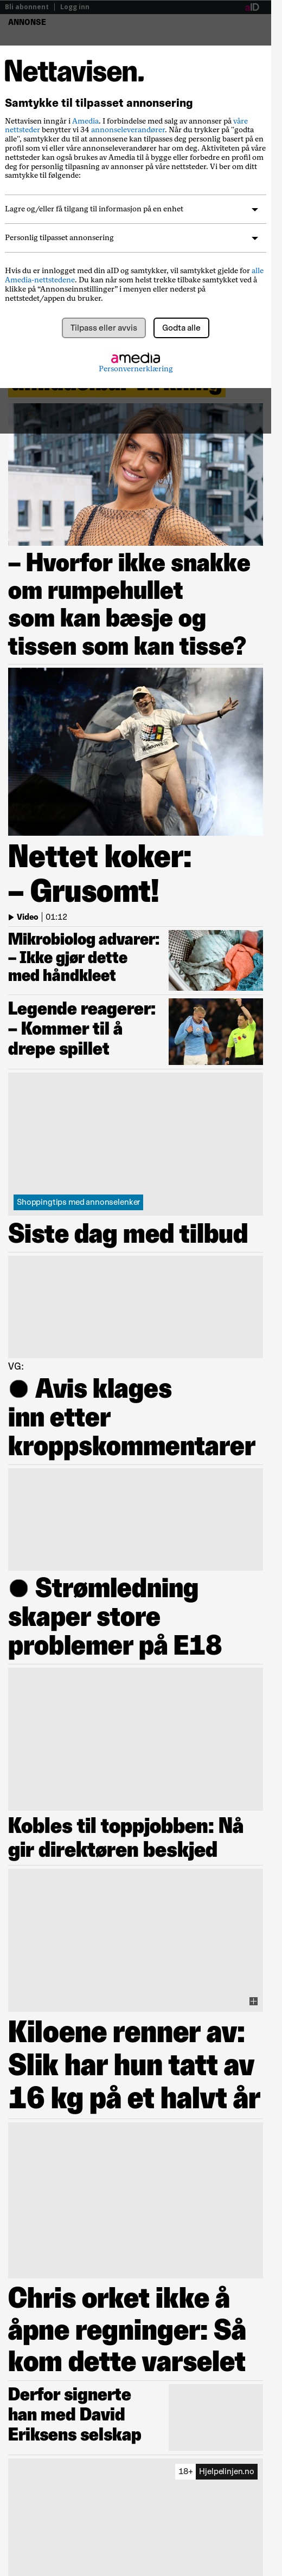 Bli abonnent | Logg inn
aID
ANNONSE
Nettavisen.
Samtykke til tilpasset annonsering
Nettavisen inngår i Amedia. I forbindelse med salg av annonser på våre
nettsteder benytter vi 34 annonseleverandører. Når du trykker på "godta
alle", samtykker du til at annonsene kan tilpasses deg personlig basert på en
profil som vi eller våre annonseleverandører har om deg. Aktiviteten på våre
nettsteder kan også brukes av Amedia til å bygge eller forbedre en profil om
deg for personlig tilpasning av annonser på våre nettsteder. Vi ber om ditt
samtykke til følgende:
Lagre og/eller få tilgang til informasjon på en enhet
Personlig tilpasset annonsering
Hvis du er innlogget med din aID og samtykker, vil samtykket gjelde for alle
Amedia-nettstedene. Du kan når som helst trekke tilbake samtykket ved å
klikke på “Annonseinnstillinger” i menyen eller nederst på
nettstedet/appen du bruker.
Tilpass eller avvis
Godta alle
amedia
Personvernerklæring
– Hvorfor ikke snakke
om rumpehullet
som kan bæsje og
tissen som kan tisse?
Nettet koker:
– Grusomt!
Video | 01:12
Mikrobiolog advarer:
– Ikke gjør dette
med håndkleet
Legende reagerer:
– Kommer til å
drepe spillet
Shoppingtips med annonselenker
Siste dag med tilbud
VG:
● Avis klages
inn etter
kroppskommentarer
● Strømledning
skaper store
problemer på E18
Kobles til toppjobben: Nå
gir direktøren beskjed
Kiloene renner av:
Slik har hun tatt av
16 kg på et halvt år
Chris orket ikke å
åpne regninger: Så
kom dette varselet
Derfor signerte
han med David
Eriksens selskap
18+ Hjelpelinjen.no